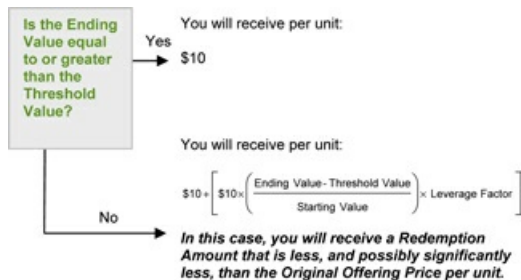 Is the Ending
Value equal
to or greater
than the
Threshold
Value?
Yes
You will receive per unit:
$10
No
You will receive per unit:
$10+[$10×(Ending Value-Threshold Value/Starting Value)× Leverage Factor]
In this case, you will receive a Redemption
Amount that is less, and possibly significantly
less, than the Original Offering Price per unit.